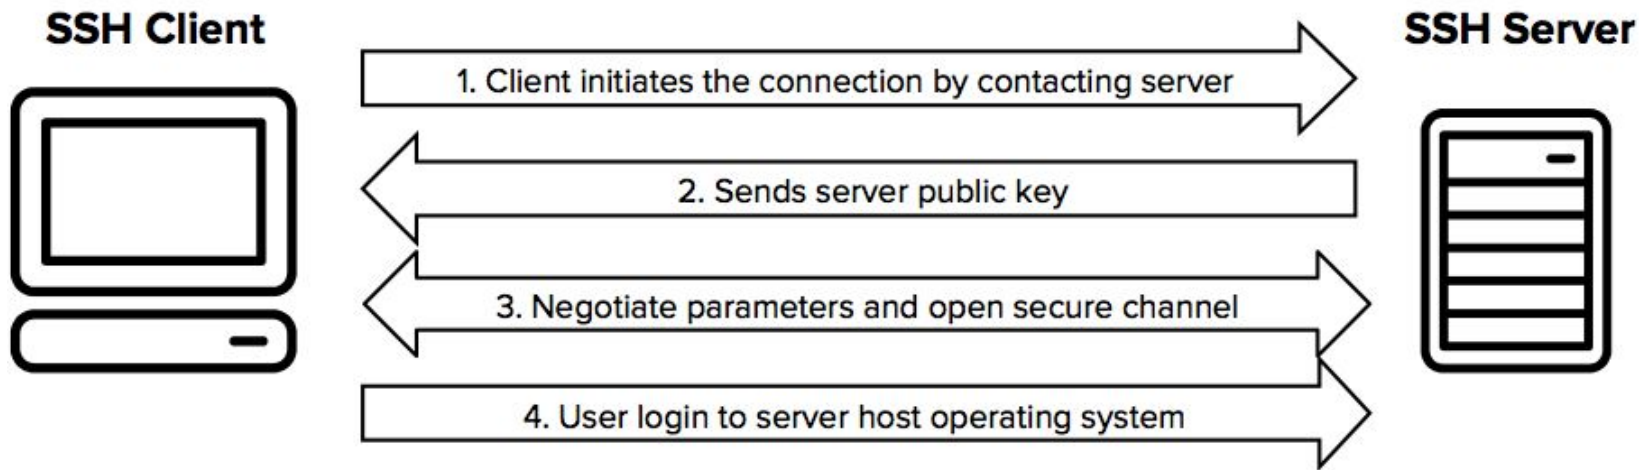 SSH Client
SSH Server
1. Client initiates the connection by contacting server
2. Sends server public key
3. Negotiate parameters and open secure channel
4. User login to server host operating system